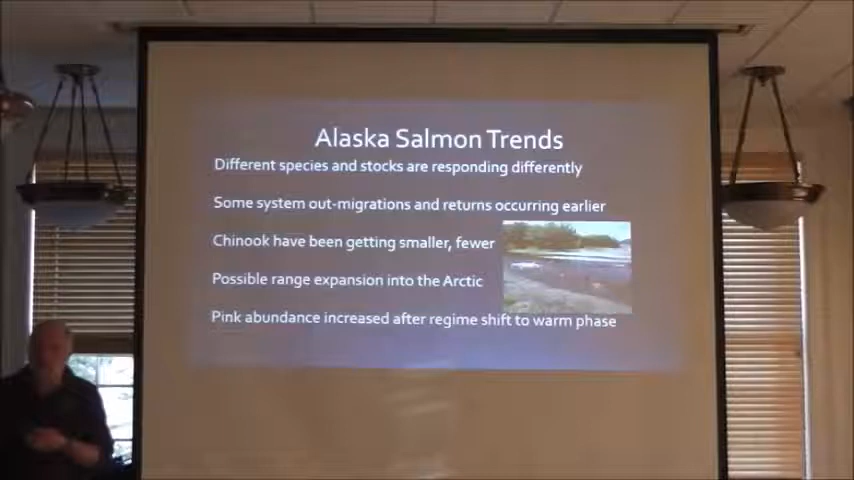 Alaska Salmon Trends
Different species and stocks are responding differently
Some system out-migrations and returns occurring earlier
Chinook have been getting smaller, fewer
Possible range expansion into the Arctic
Pink abundance increased after regime shift to warm phase